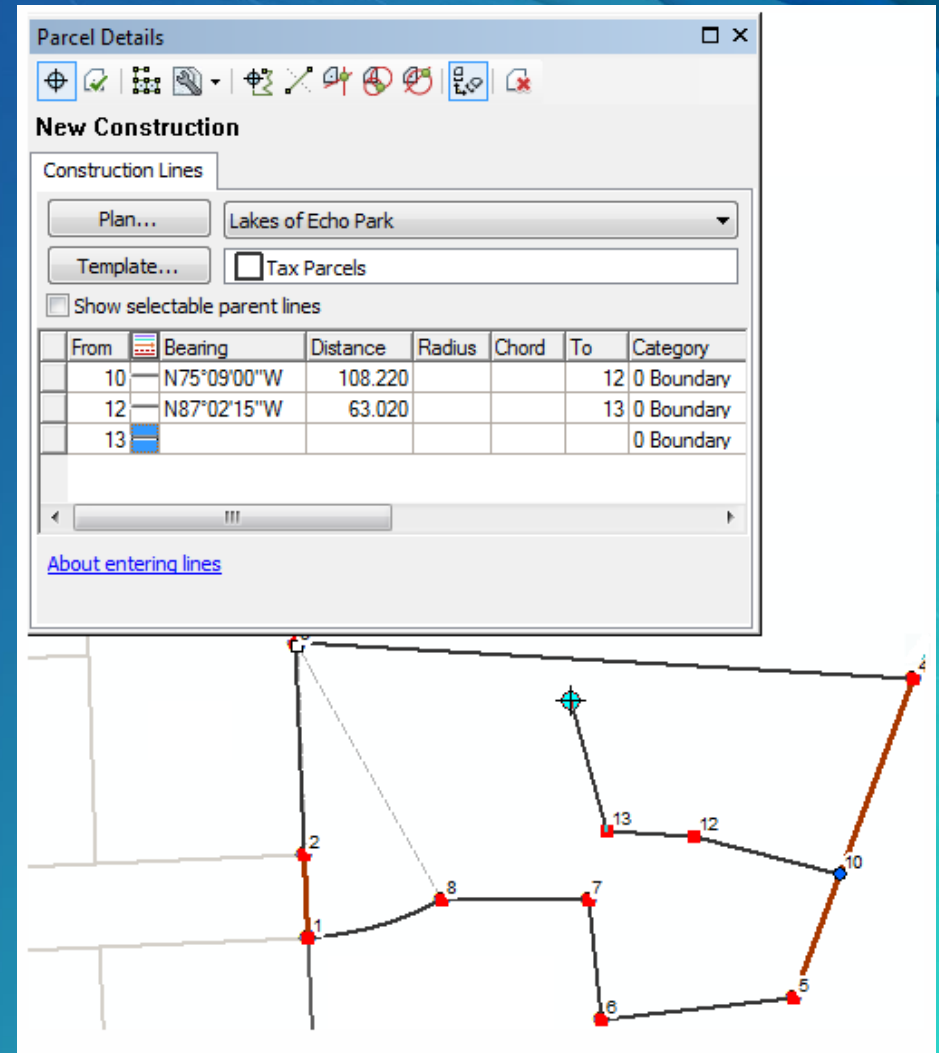 Parcel Details
New Construction
Construction Lines
Plan... Lakes of Echo Park
Template... Tax Parcels
Show selectable parent lines
From Bearing Distance Radius Chord To Category
10 N75°09'00"W 108.220 12 0 Boundary
12 N87°02'15"W 63.020 13 0 Boundary
13 0 Boundary
About entering lines
4
13 12
2
10
8 7
1
5
6